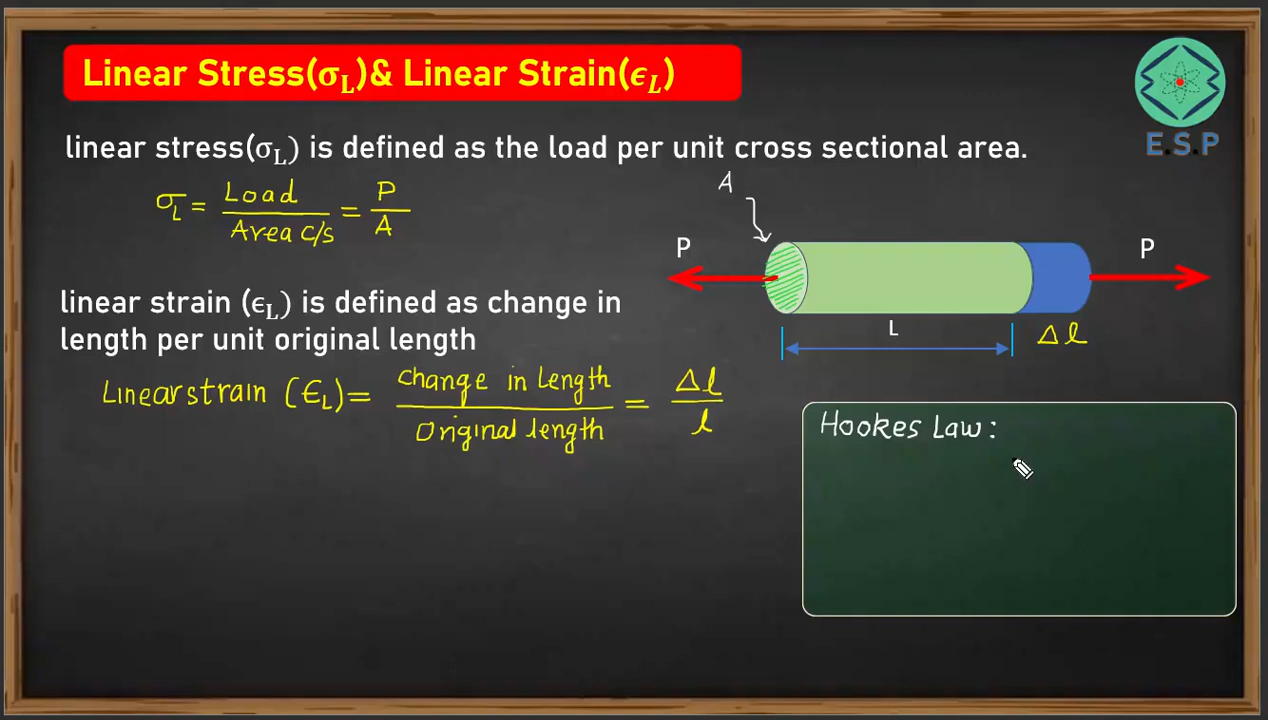 Linear Stress(σL)& Linear Strain(ϵL)
E.S.P
linear stress(σL) is defined as the load per unit cross sectional area.
σL = Load / Area c/s = P / A
A
P
P
L
Δl
linear strain (ϵL) is defined as change in
length per unit original length
Linear strain (ϵL)= Change in Length / Original length = Δl / l
Hookes Law: